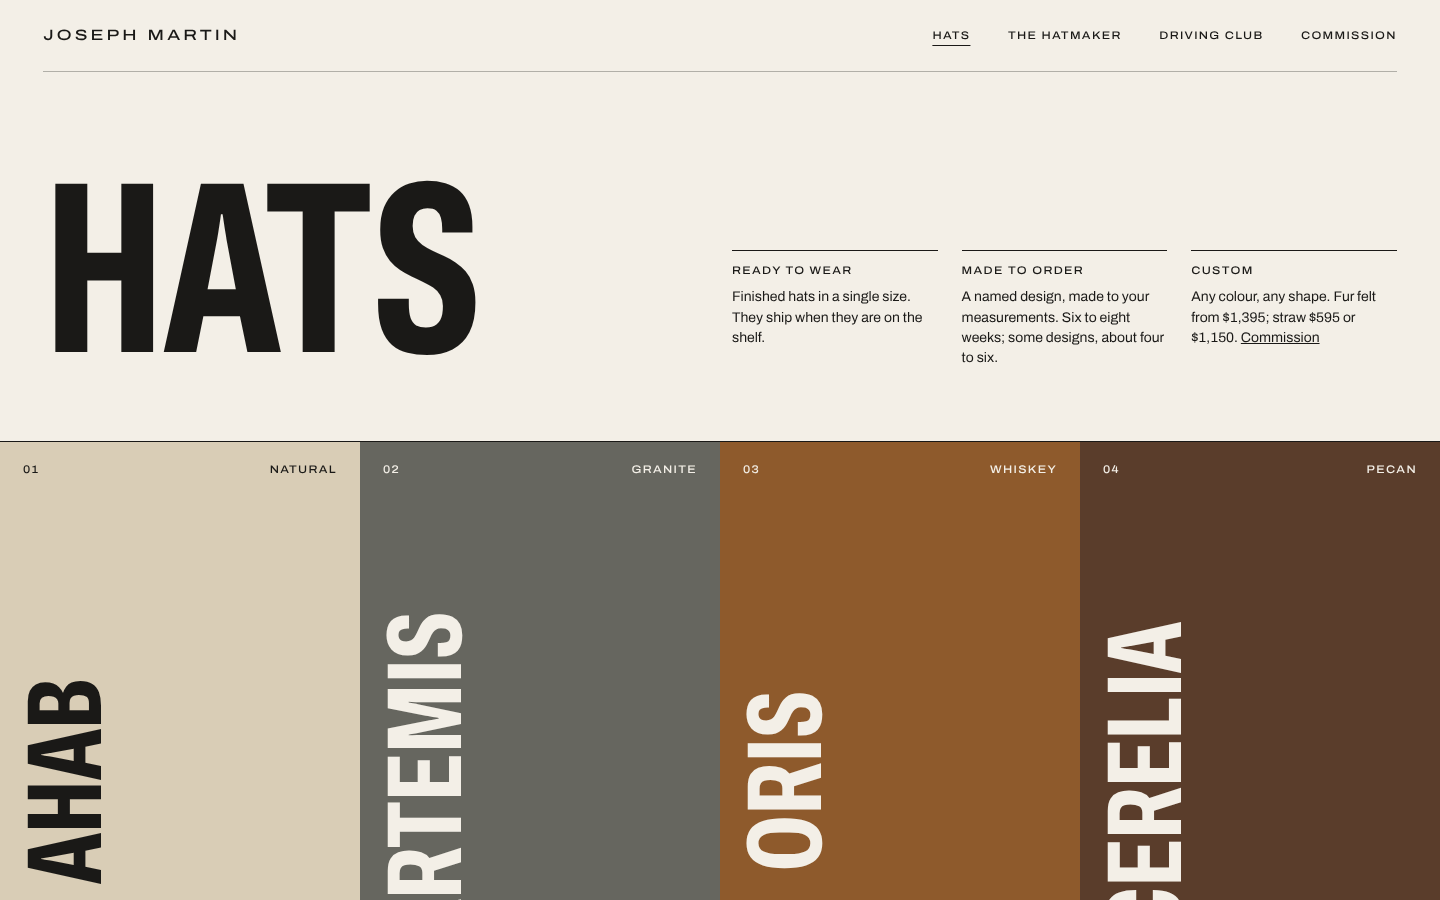 JOSEPH MARTIN
HATS
THE HATMAKER
DRIVING CLUB
COMMISSION
HATS
READY TO WEAR
Finished hats in a single size.
They ship when they are on the
shelf.
MADE TO ORDER
A named design, made to your
measurements. Six to eight
weeks; some designs, about four
to six.
CUSTOM
Any colour, any shape. Fur felt
from $1,395; straw $595 or
$1,150. Commission
01
NATURAL
AHAB
02
GRANITE
RTEMIS
03
WHISKEY
ORIS
04
PECAN
CERELIA